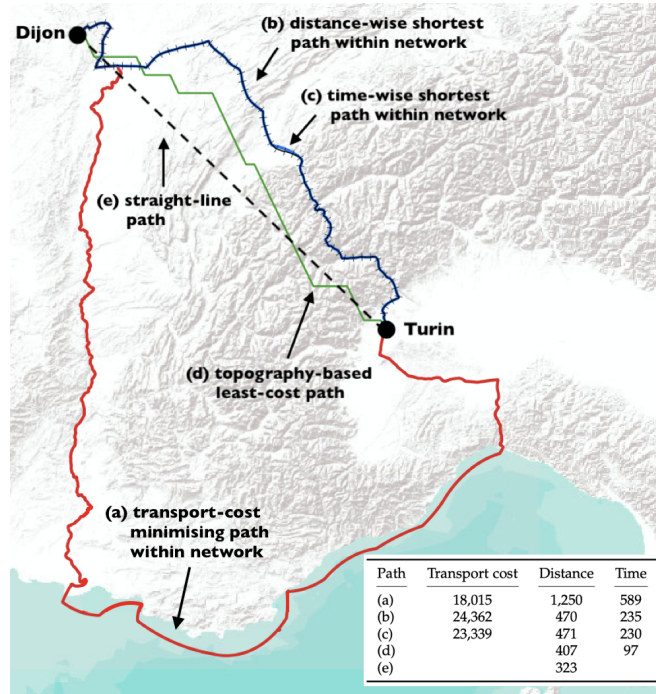 Dijon
(b) distance-wise shortest
path within network
(c) time-wise shortest
path within network
(e) straight-line
path
Turin
(d) topography-based
least-cost path
(a) transport-cost
minimising path
within network
Path Transport cost Distance Time
(a) 18,015 1,250 589
(b) 24,362 470 235
(c) 23,339 471 230
(d) 407 97
(e) 323